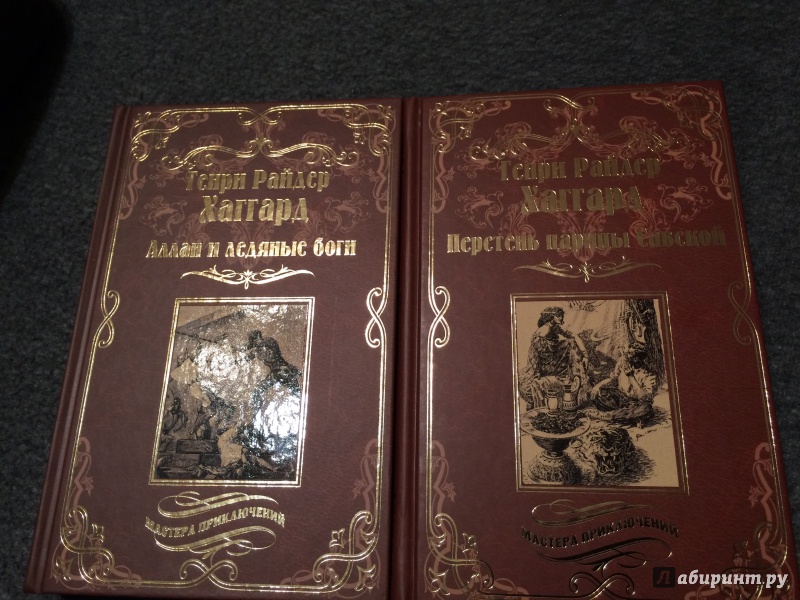 Генри Райдер
Хаггард
Аллан и ледяные боги
МАСТЕРА ПРИКЛЮЧЕНИЙ
Генри Райдер
Хаггард
Перстень царицы Савской
МАСТЕРА ПРИКЛЮЧЕНИЙ
Лабиринт.ру